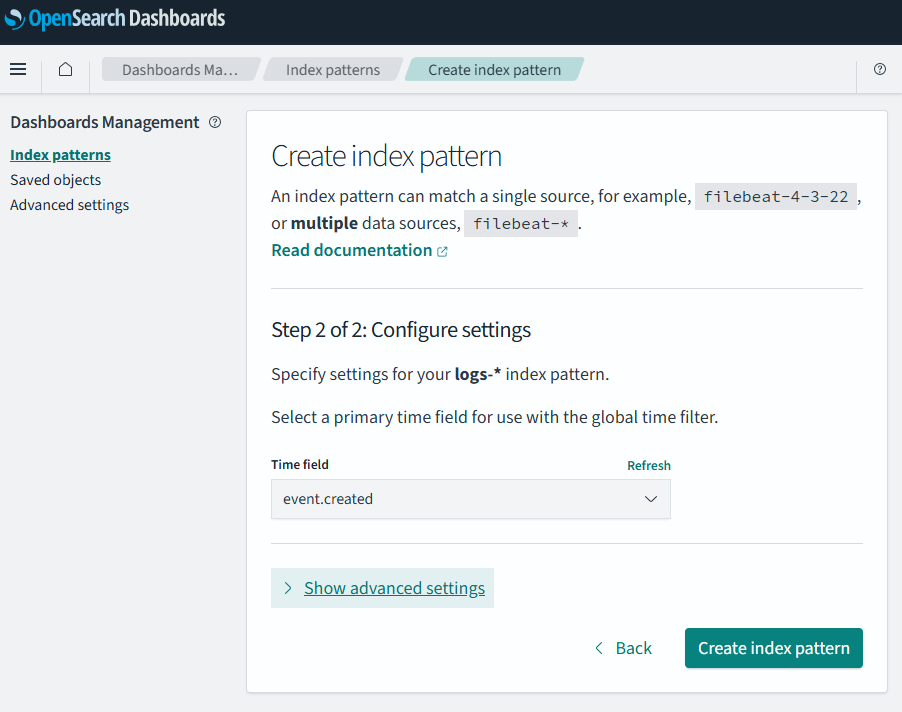 OpenSearch Dashboards
Dashboards Ma…
Index patterns
Create index pattern
Dashboards Management
Index patterns
Saved objects
Advanced settings
Create index pattern
An index pattern can match a single source, for example, filebeat-4-3-22 ,
or multiple data sources, filebeat-* .
Read documentation
Step 2 of 2: Configure settings
Specify settings for your logs-* index pattern.
Select a primary time field for use with the global time filter.
Time field
Refresh
event.created
Show advanced settings
Back
Create index pattern